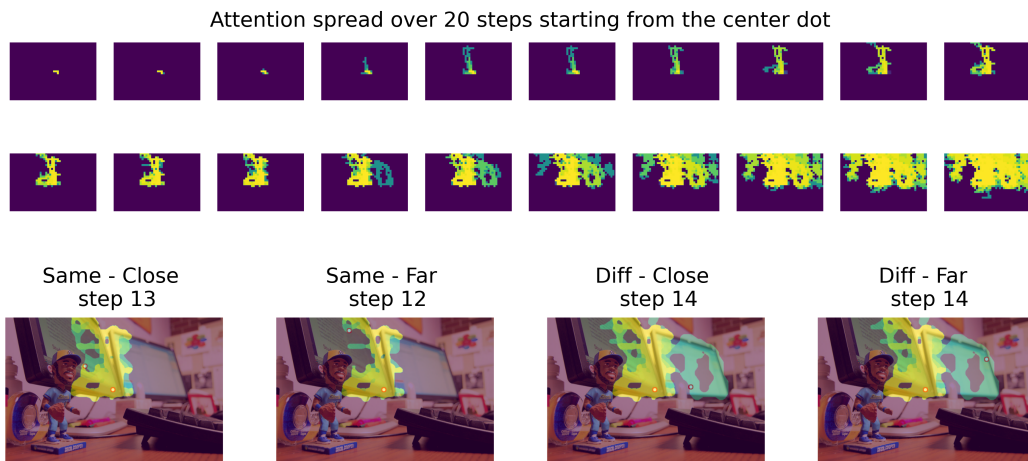 Attention spread over 20 steps starting from the center dot
Same - Close
step 13
Same - Far
step 12
Diff - Close
step 14
Diff - Far
step 14